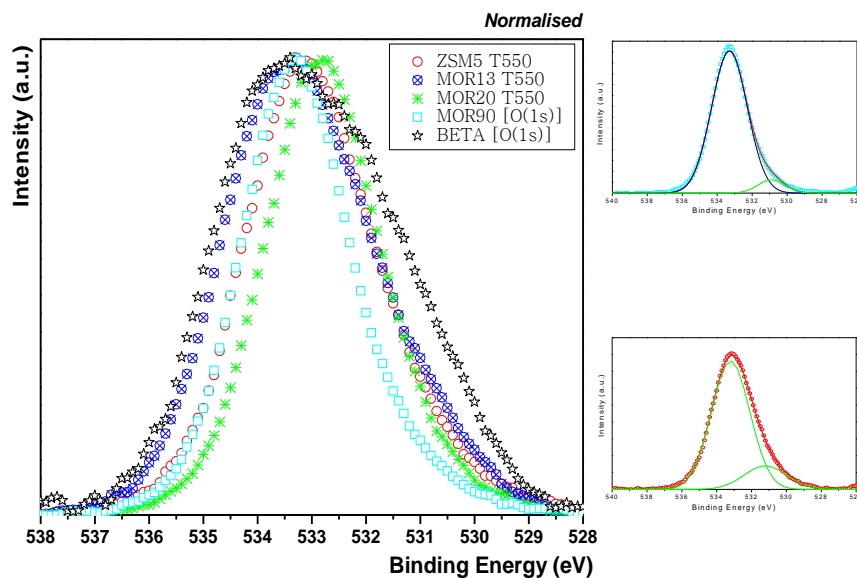 Normalised
Intensity (a.u.)
ZSM5 T550
MOR13 T550
MOR20 T550
MOR90 [O(1s)]
BETA [O(1s)]
538 537 536 535 534 533 532 531 530 529 528
Binding Energy (eV)
Intensity (a.u.)
540 538 536 534 532 530 528 52
Binding Energy (eV)
Intensity (a.u.)
540 538 536 534 532 530 528 52
Binding Energy (eV)